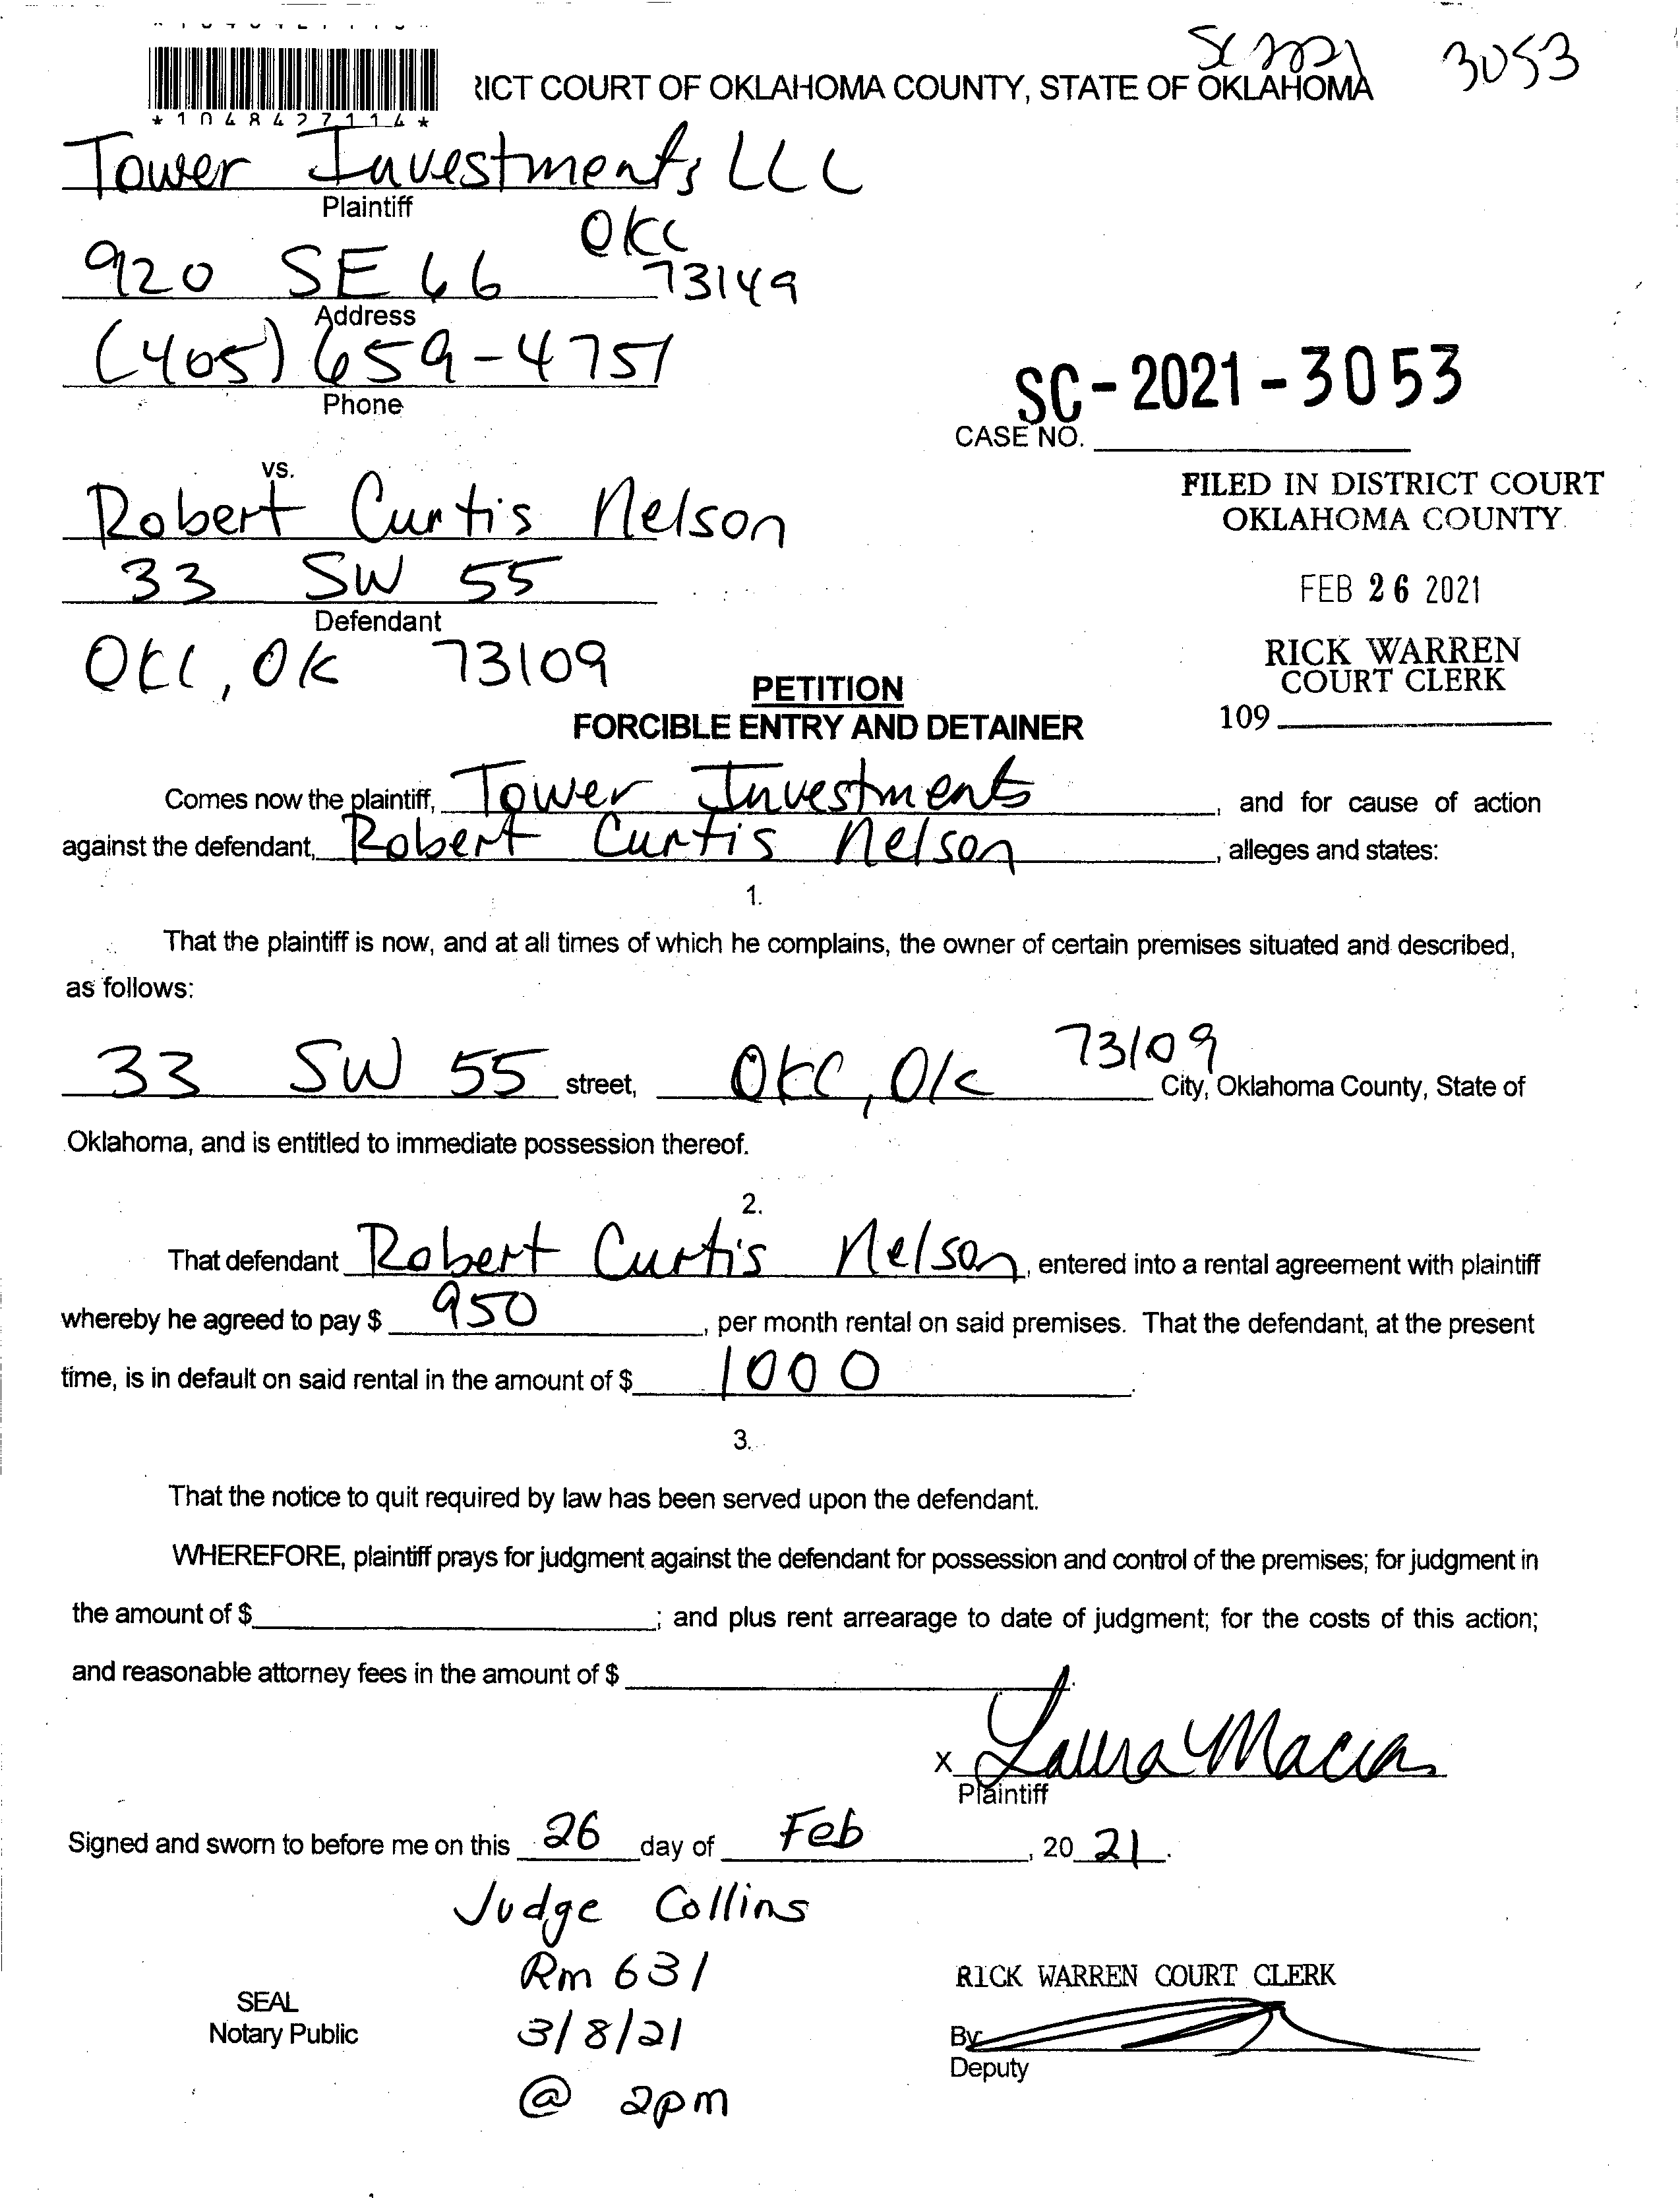 SC 2021 3053
*1048427114*
RICT COURT OF OKLAHOMA COUNTY, STATE OF OKLAHOMA
Tower Investments LLC
Plaintiff
OKC
920 SE 66 73149
Address
(405) 659-4751
Phone
SC-2021-3053
CASE NO.
vs.
Robert Curtis Nelson
33 SW 55
Defendant
OKC, OK 73109
FILED IN DISTRICT COURT
OKLAHOMA COUNTY
FEB 26 2021
RICK WARREN
COURT CLERK
109
PETITION
FORCIBLE ENTRY AND DETAINER
Comes now the plaintiff, Tower Investments, and for cause of action
against the defendant, Robert Curtis Nelson, alleges and states:
1.
That the plaintiff is now, and at all times of which he complains, the owner of certain premises situated and described,
as follows:
33 SW 55 street, OKC, OK 73109 City, Oklahoma County, State of
Oklahoma, and is entitled to immediate possession thereof.
2.
That defendant Robert Curtis Nelson, entered into a rental agreement with plaintiff
whereby he agreed to pay $ 950, per month rental on said premises. That the defendant, at the present
time, is in default on said rental in the amount of $ 1000.
3.
That the notice to quit required by law has been served upon the defendant.
WHEREFORE, plaintiff prays for judgment against the defendant for possession and control of the premises; for judgment in
the amount of $ ; and plus rent arrearage to date of judgment; for the costs of this action;
and reasonable attorney fees in the amount of $ .
X Laura Macias
Plaintiff
Signed and sworn to before me on this 26 day of Feb, 20 21.
Judge Collins
Rm 631
3/8/21
@ 2pm
SEAL
Notary Public
RICK WARREN COURT CLERK
By
Deputy